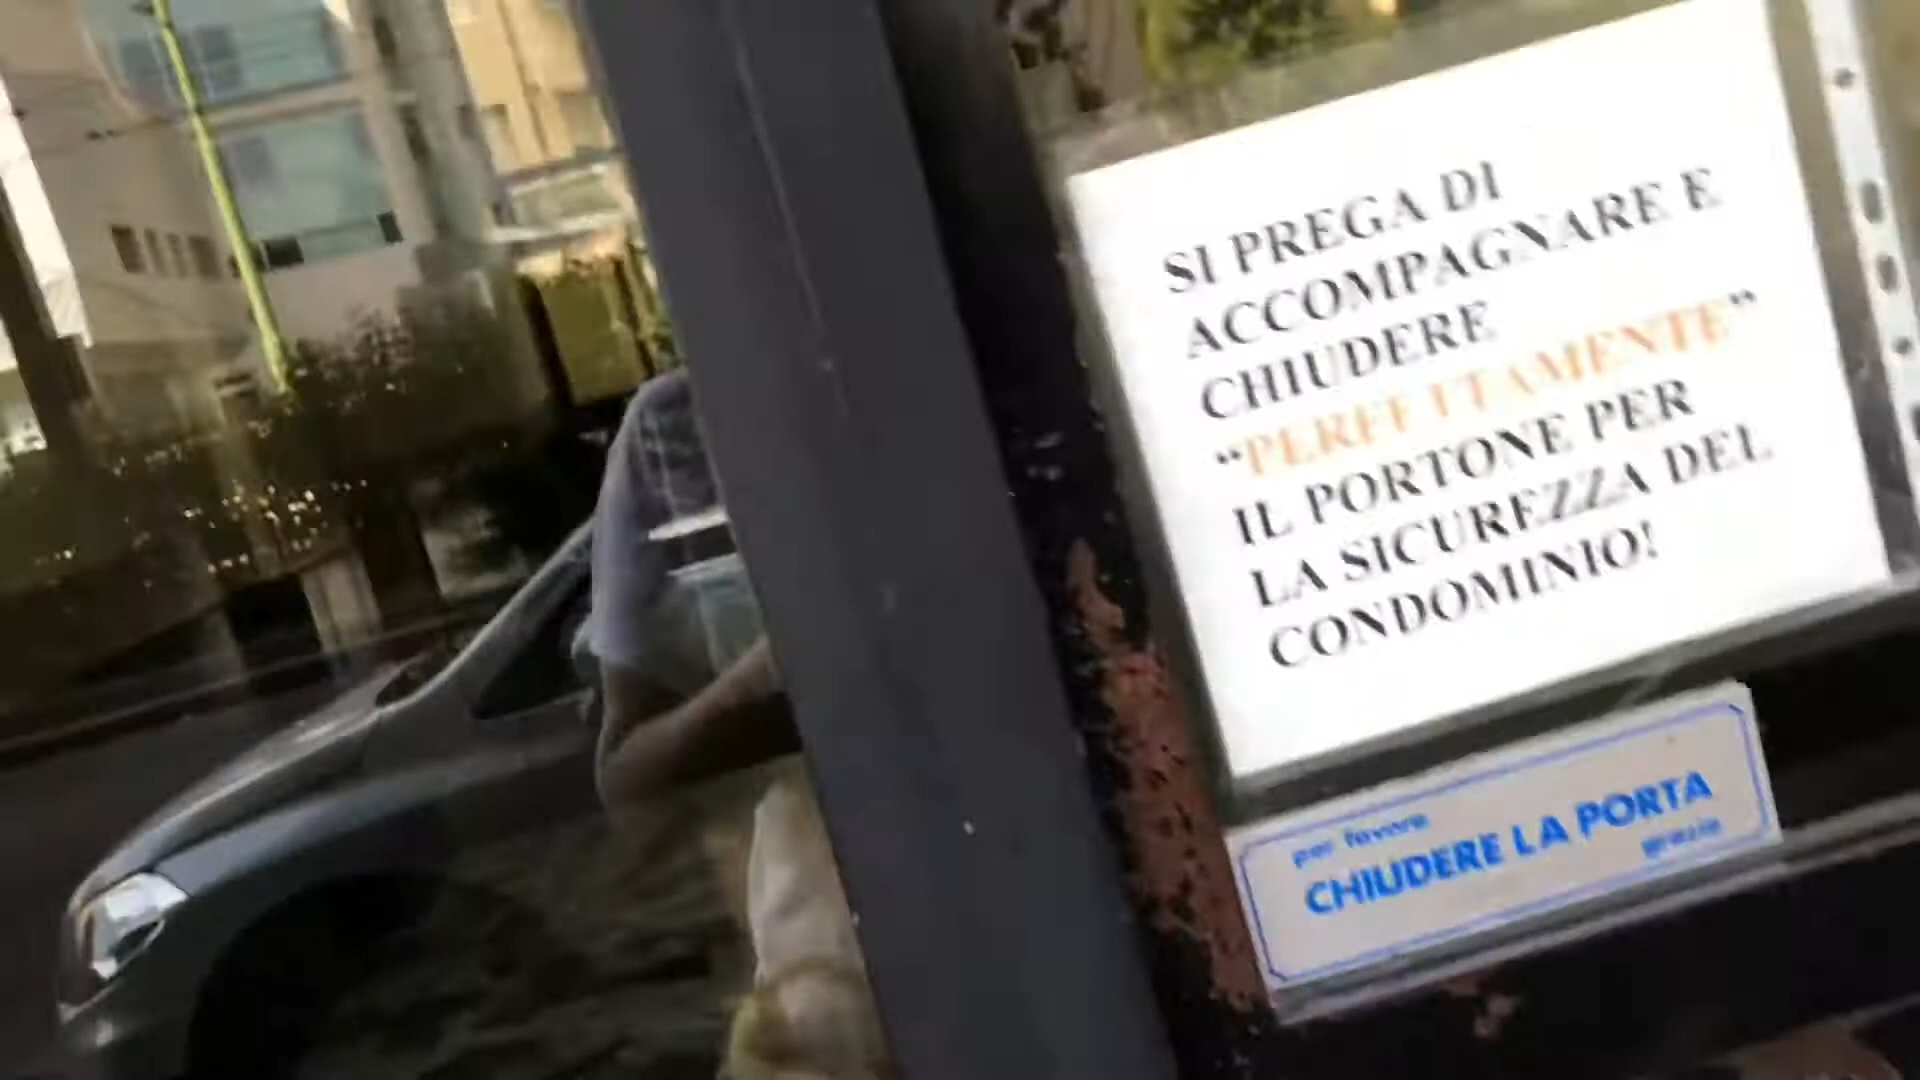 SI PREGA DI
ACCOMPAGNARE E
CHIUDERE
“PERFETTAMENTE”
IL PORTONE PER
LA SICUREZZA DEL
CONDOMINIO!
per favore
CHIUDERE LA PORTA
grazie